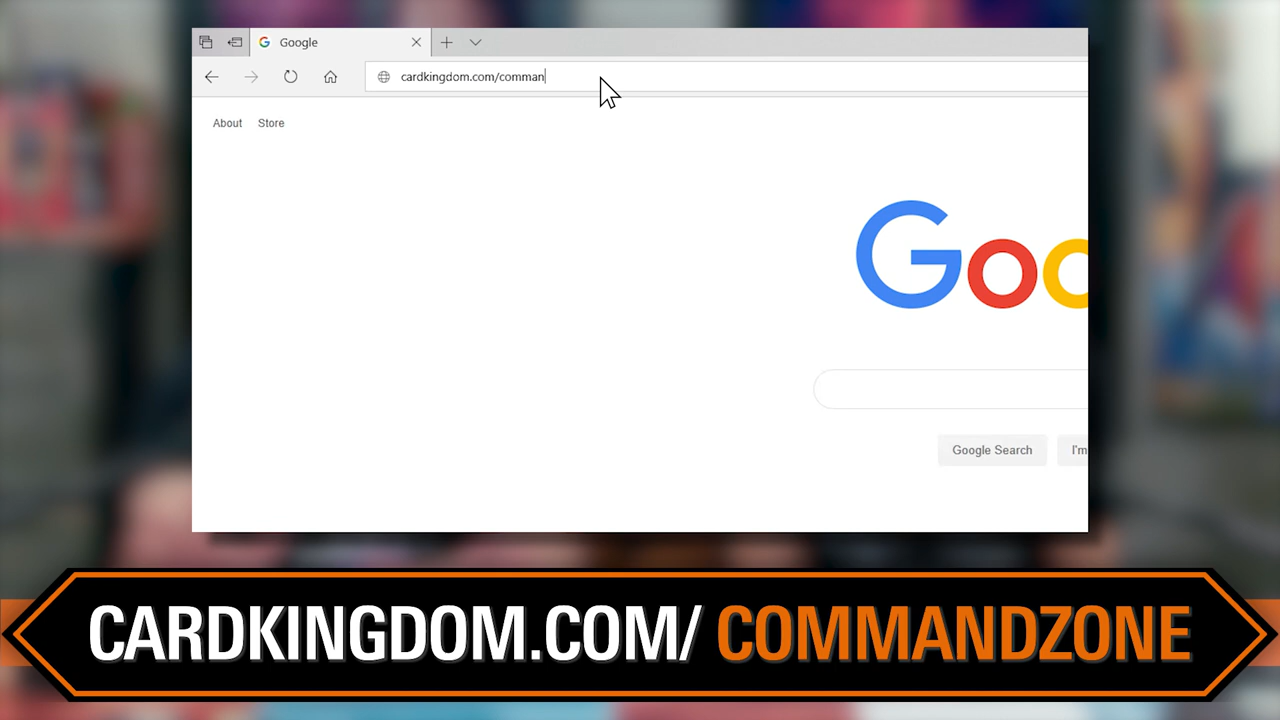 Google
cardkingdom.com/comman
About Store
Goo
Google Search I'm
CARDKINGDOM.COM/ COMMANDZONE